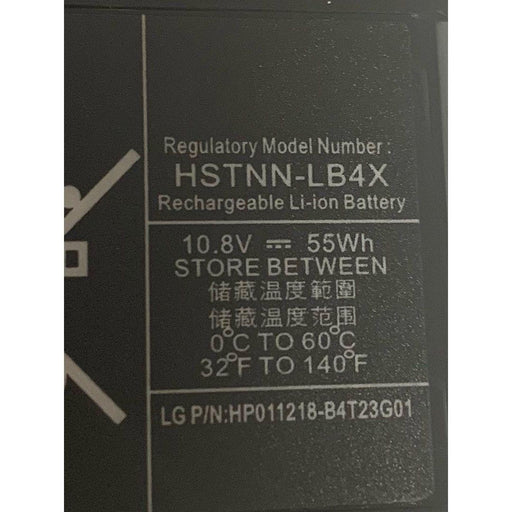 Regulatory Model Number :
HSTNN-LB4X
Rechargeable Li-ion Battery
10.8V ⎓ 55Wh
STORE BETWEEN
储藏温度範圍
储藏温度范围
0°C TO 60°C
32°F TO 140°F
LG P/N:HP011218-B4T23G01